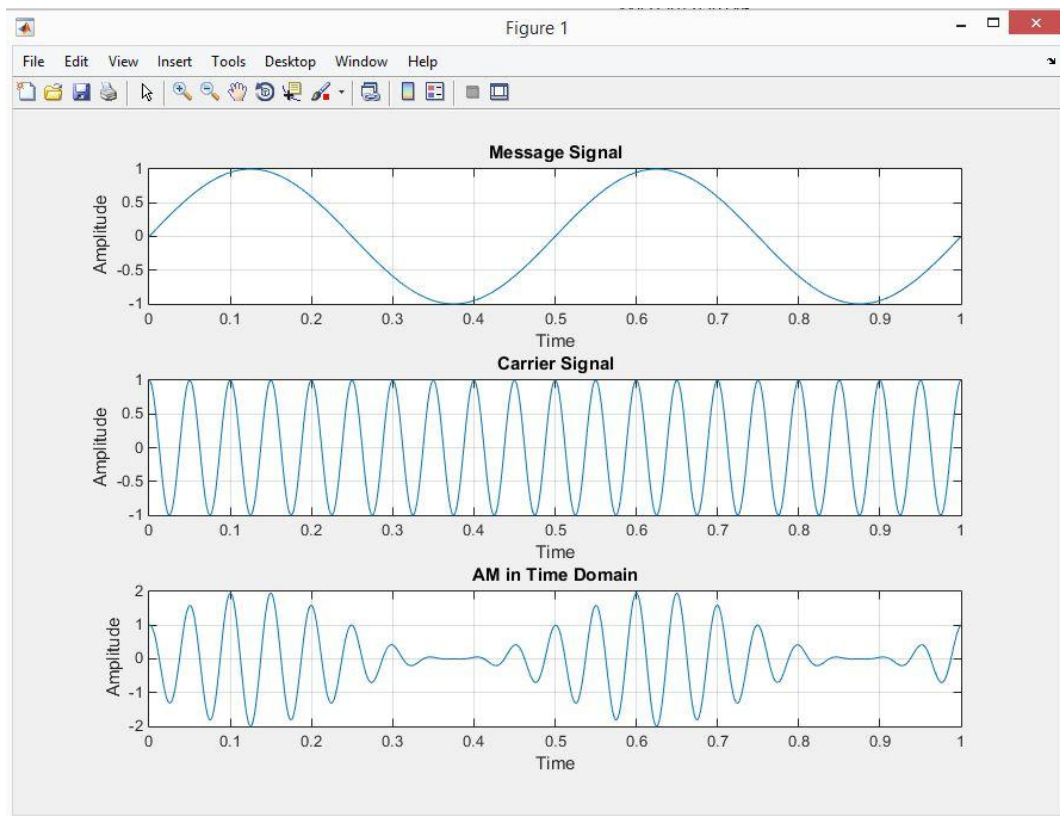 Figure 1
File Edit View Insert Tools Desktop Window Help
Message Signal
Amplitude
1
0.5
0
-0.5
-1
0 0.1 0.2 0.3 0.4 0.5 0.6 0.7 0.8 0.9 1
Time
Carrier Signal
Amplitude
1
0.5
0
-0.5
-1
0 0.1 0.2 0.3 0.4 0.5 0.6 0.7 0.8 0.9 1
Time
AM in Time Domain
Amplitude
2
1
0
-1
-2
0 0.1 0.2 0.3 0.4 0.5 0.6 0.7 0.8 0.9 1
Time